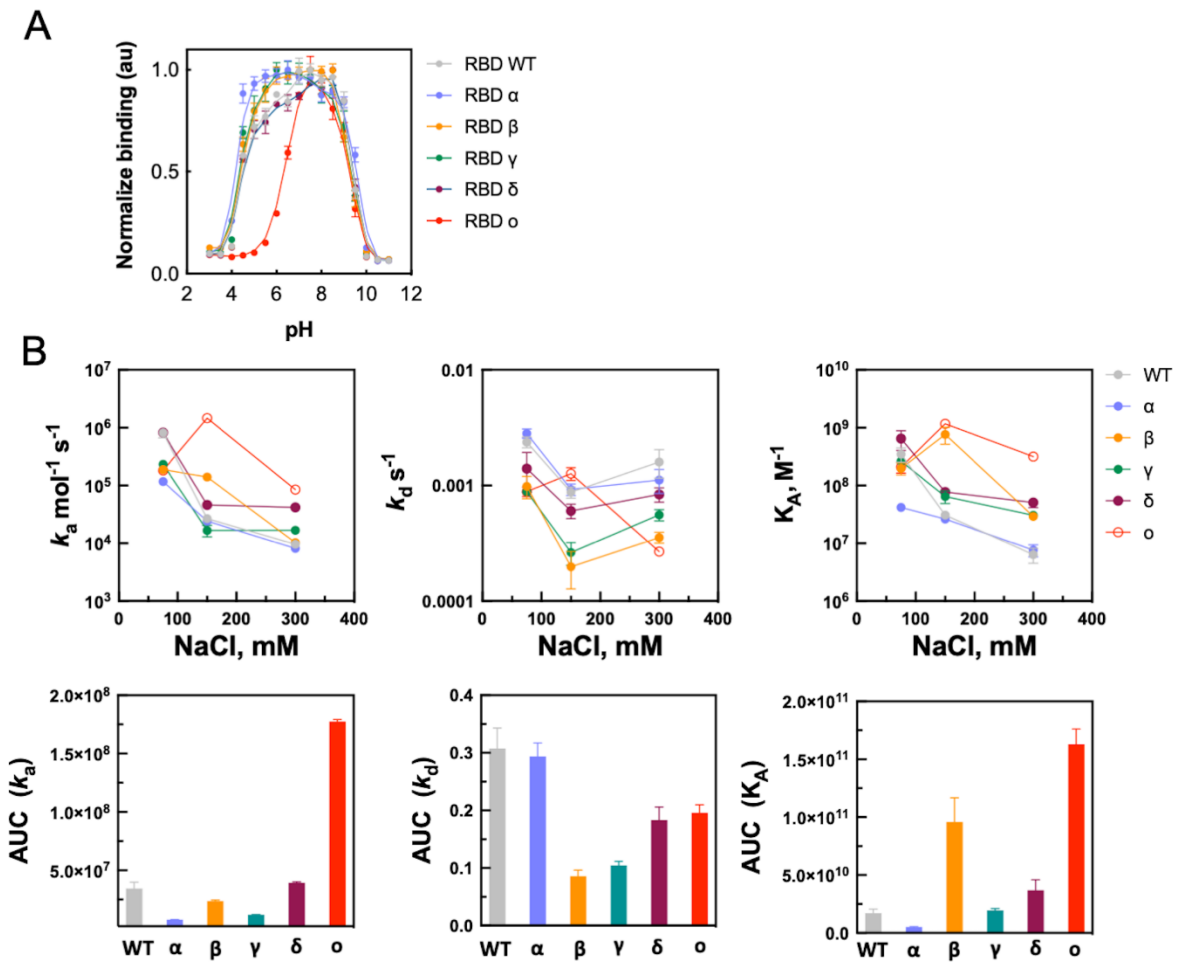 A
Normalize binding (au)
1.0
0.5
0.0
2 4 6 8 10 12
pH
RBD WT
RBD α
RBD β
RBD γ
RBD δ
RBD o
B
kₐ mol⁻¹ s⁻¹
10⁷
10⁶
10⁵
10⁴
10³
0 100 200 300 400
NaCl, mM
k_d s⁻¹
0.01
0.001
0.0001
0 100 200 300 400
NaCl, mM
K_A, M⁻¹
10¹⁰
10⁹
10⁸
10⁷
10⁶
0 100 200 300 400
NaCl, mM
WT
α
β
γ
δ
o
AUC (kₐ)
2.0×10⁸
1.5×10⁸
1.0×10⁸
5.0×10⁷
WT α β γ δ o
AUC (k_d)
0.4
0.3
0.2
0.1
0.0
WT α β γ δ o
AUC (K_A)
2.0×10¹¹
1.5×10¹¹
1.0×10¹¹
5.0×10¹⁰
0.0
WT α β γ δ o